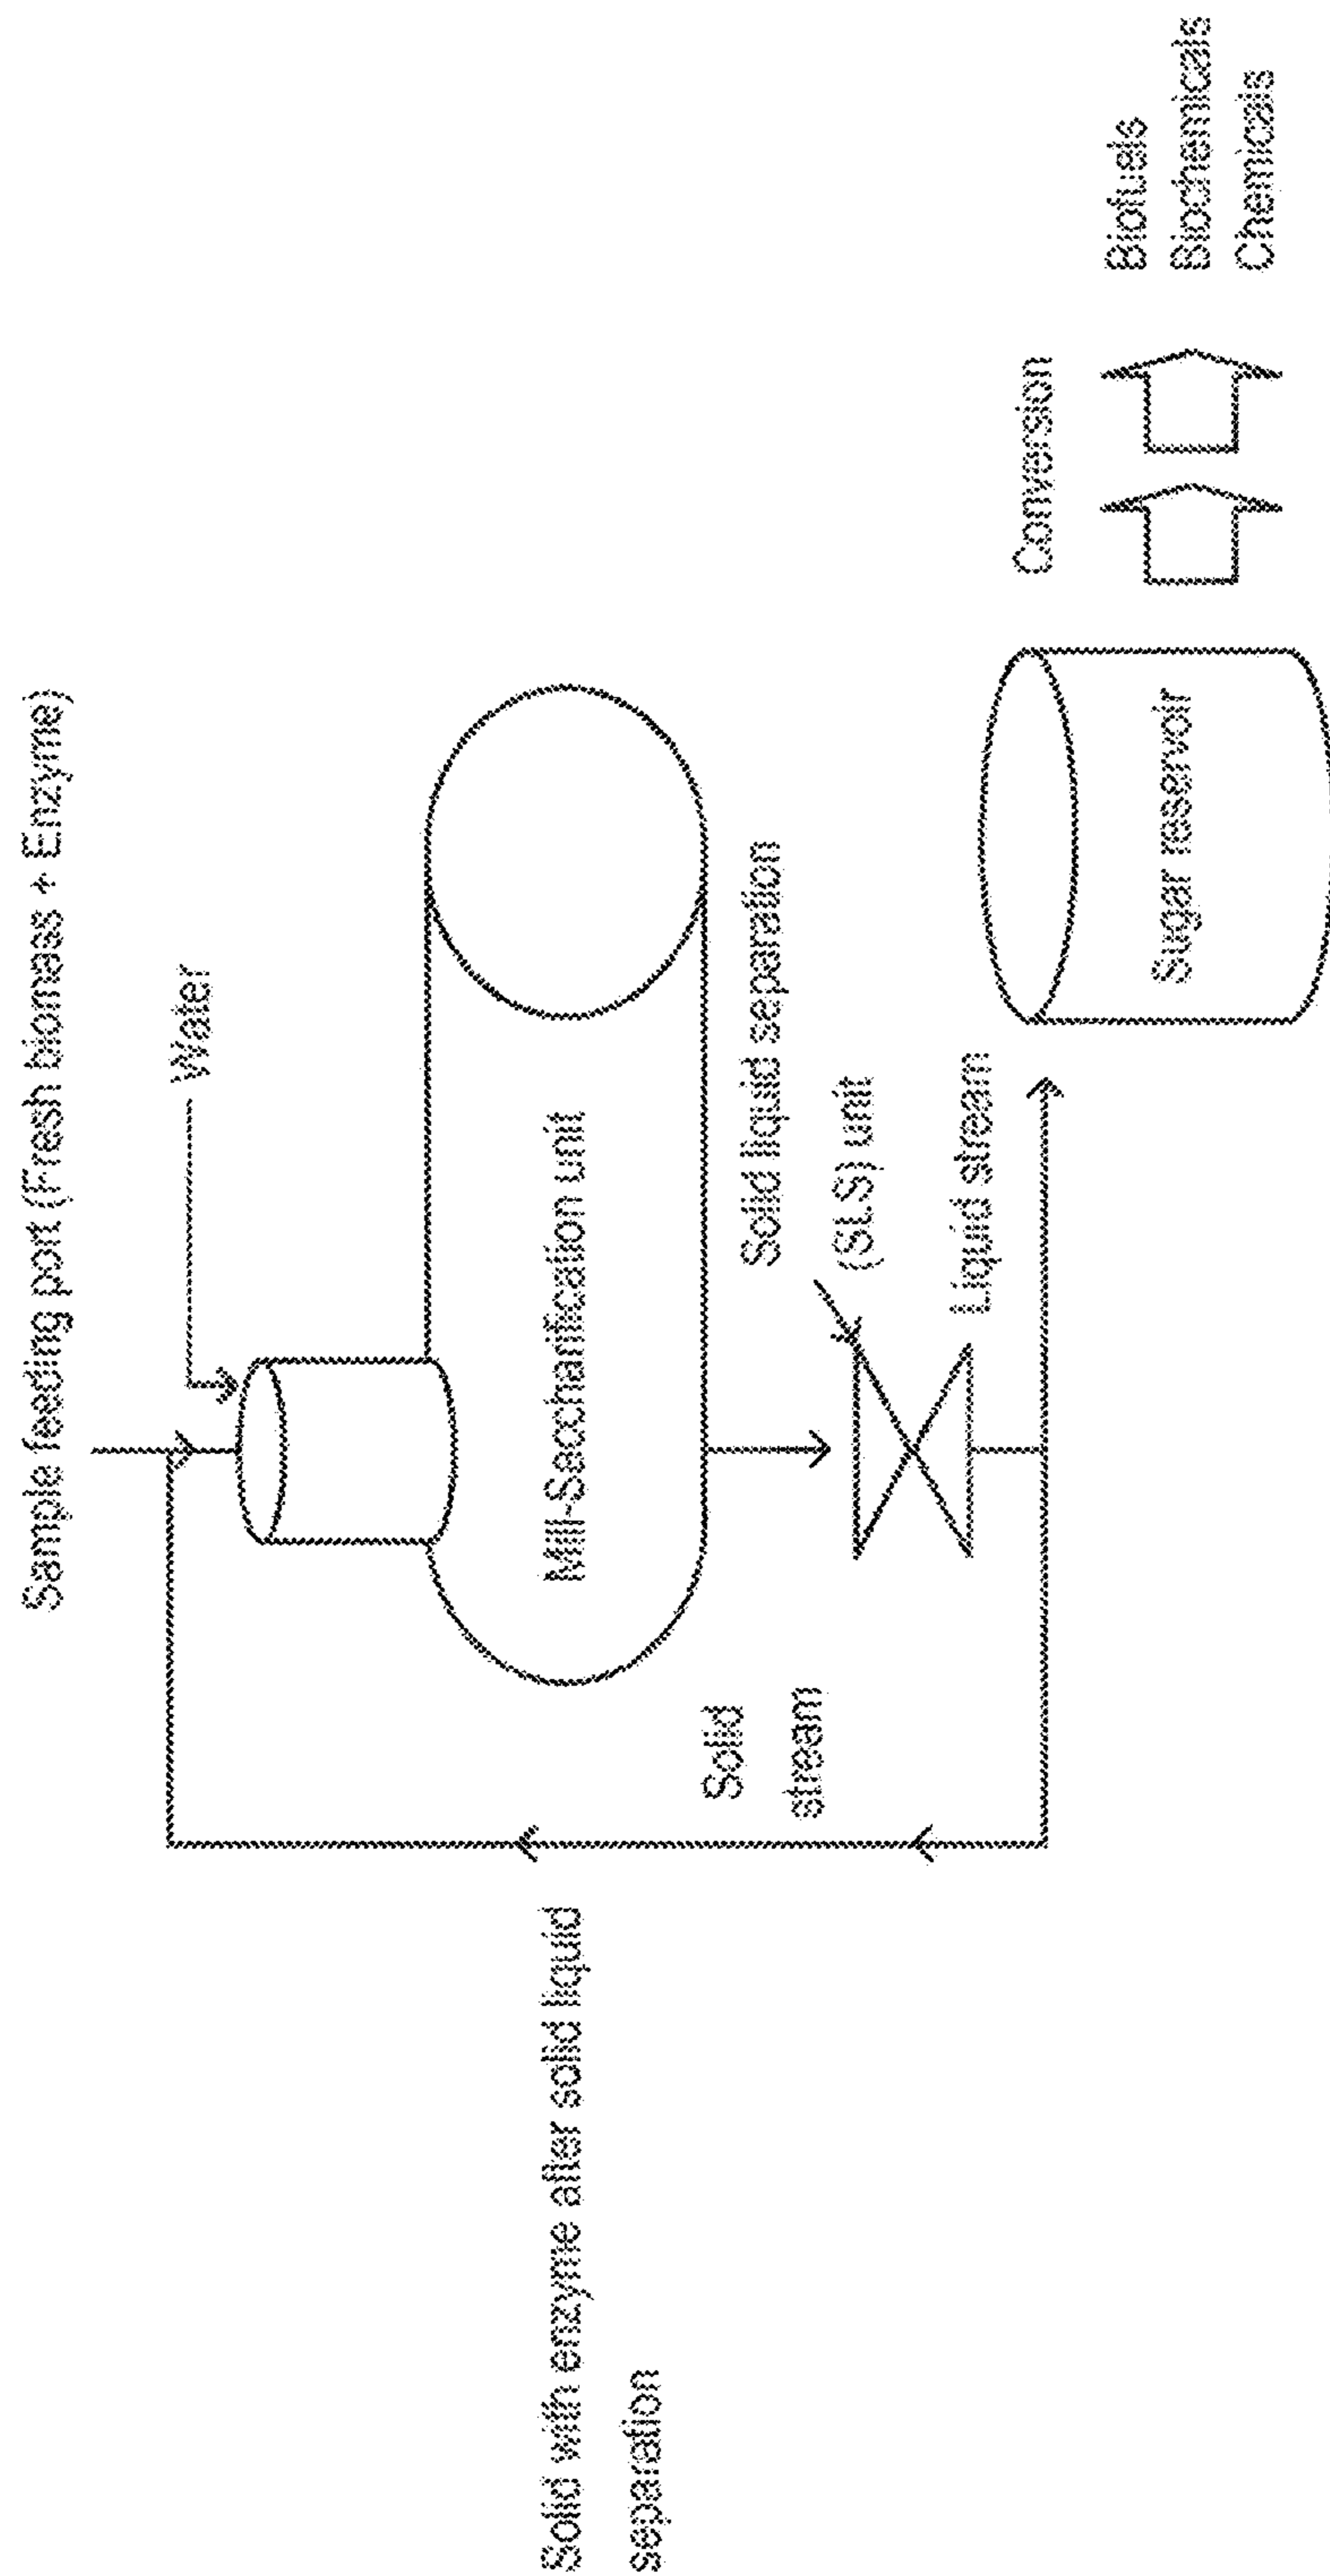 Sample feeding port (Fresh biomass + Enzyme)
Water
Mill-Saccharification unit
Solid liquid separation
(SLS) unit
Solid
stream
Liquid stream
Solid with enzyme after solid liquid
separation
Sugar reservoir
Conversion
Biofuels
Biochemicals
Chemicals